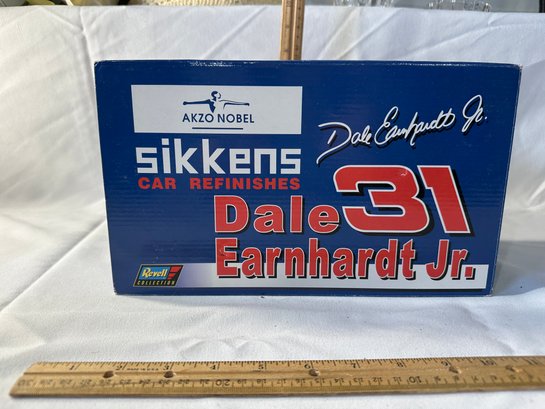 AKZO NOBEL
sikkens
CAR REFINISHES
Dale Earnhardt Jr.
31
Dale
Earnhardt Jr.
Revell
COLLECTION